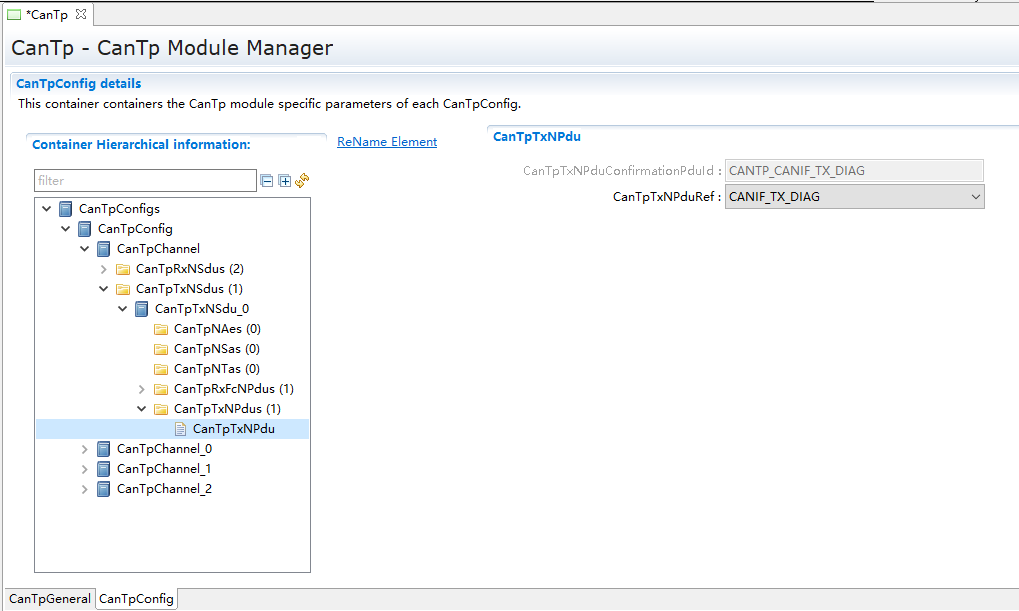 *CanTp
CanTp - CanTp Module Manager
CanTpConfig details
This container containers the CanTp module specific parameters of each CanTpConfig.
Container Hierarchical information:
ReName Element
filter
CanTpConfigs
CanTpConfig
CanTpChannel
CanTpRxNSdus (2)
CanTpTxNSdus (1)
CanTpTxNSdu_0
CanTpNAes (0)
CanTpNSas (0)
CanTpNTas (0)
CanTpRxFcNPdus (1)
CanTpTxNPdus (1)
CanTpTxNPdu
CanTpChannel_0
CanTpChannel_1
CanTpChannel_2
CanTpTxNPdu
CanTpTxNPduConfirmationPduId : CANTP_CANIF_TX_DIAG
CanTpTxNPduRef : CANIF_TX_DIAG
CanTpGeneral CanTpConfig